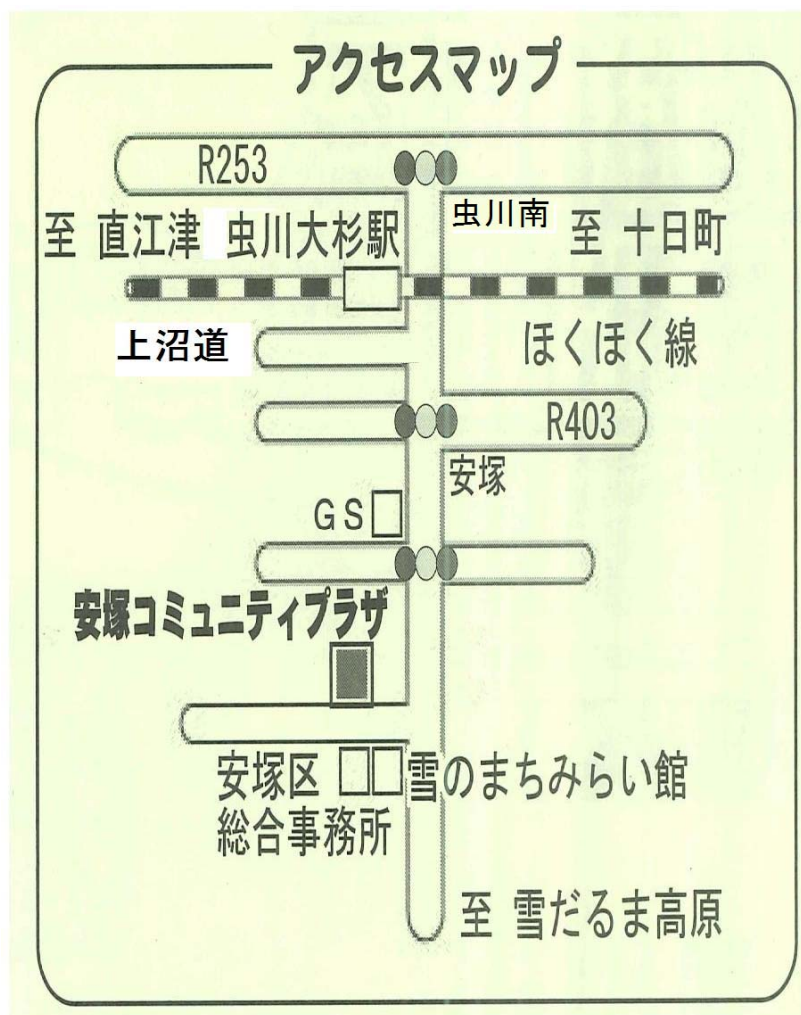 アクセスマップ
R253
虫川南
至 直江津
虫川大杉駅
至 十日町
上沼道
ほくほく線
R403
安塚
GS
安塚コミュニティプラザ
安塚区
総合事務所
雪のまちみらい館
至 雪だるま高原